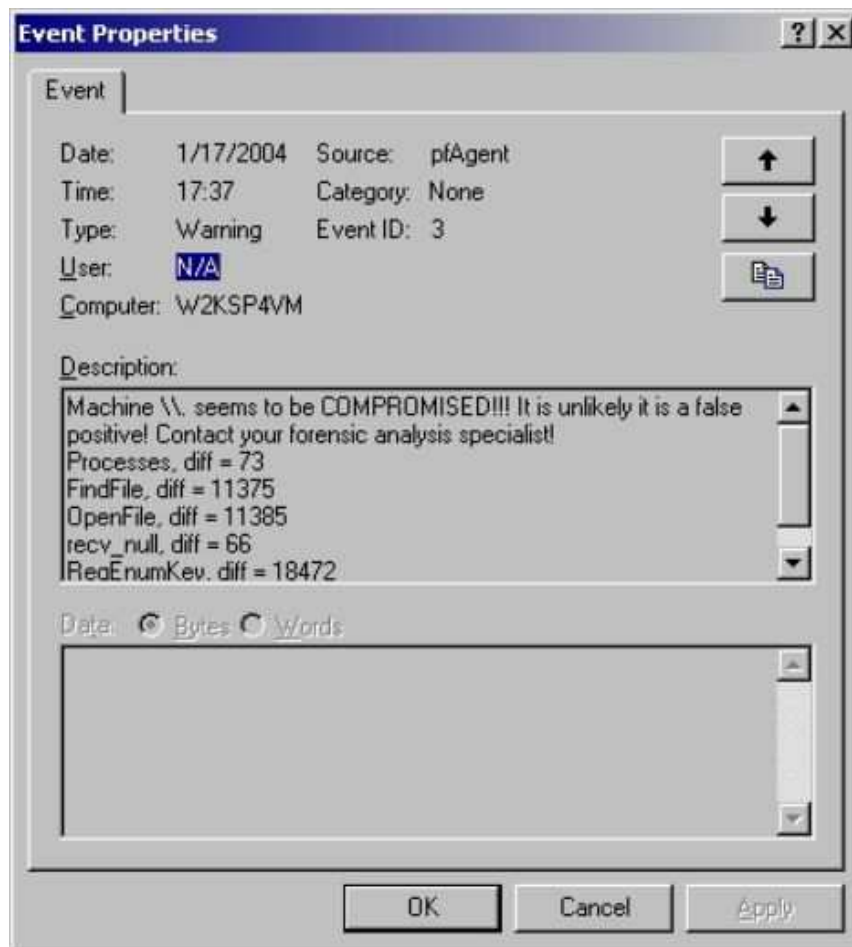 Event Properties
Event
Date: 1/17/2004 Source: pfAgent
Time: 17:37 Category: None
Type: Warning Event ID: 3
User: N/A
Computer: W2KSP4VM
Description:
Machine \\. seems to be COMPROMISED!!! It is unlikely it is a false
positive! Contact your forensic analysis specialist!
Processes, diff = 73
FindFile, diff = 11375
OpenFile, diff = 11385
recv_null, diff = 66
RegEnumKey, diff = 18472
Data: Bytes Words
OK Cancel Apply